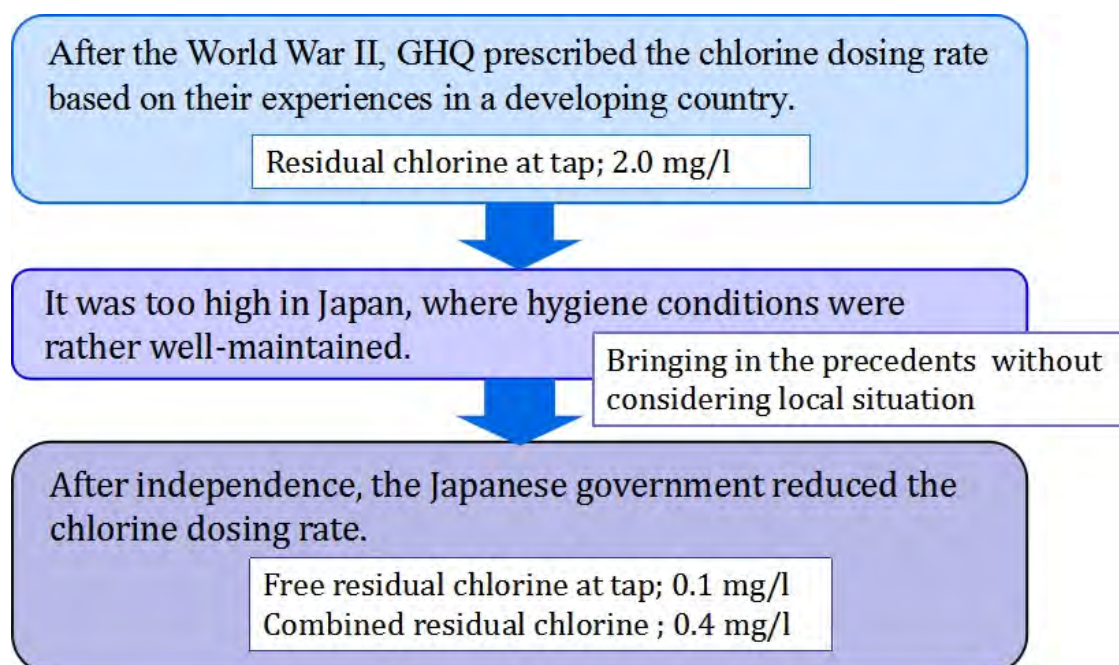 After the World War II, GHQ prescribed the chlorine dosing rate
based on their experiences in a developing country.
Residual chlorine at tap; 2.0 mg/l
It was too high in Japan, where hygiene conditions were
rather well-maintained.
Bringing in the precedents without
considering local situation
After independence, the Japanese government reduced the
chlorine dosing rate.
Free residual chlorine at tap; 0.1 mg/l
Combined residual chlorine ; 0.4 mg/l